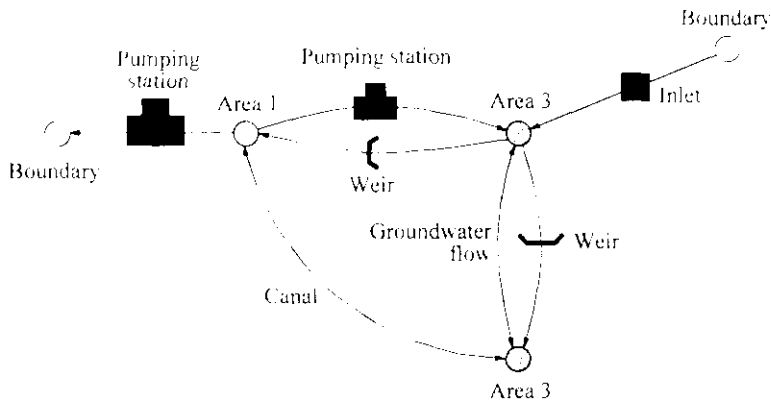 Boundary
Pumping
station
Pumping station
Area 1
Area 3
Inlet
Boundary
Weir
Groundwater
flow
Weir
Canal
Area 3